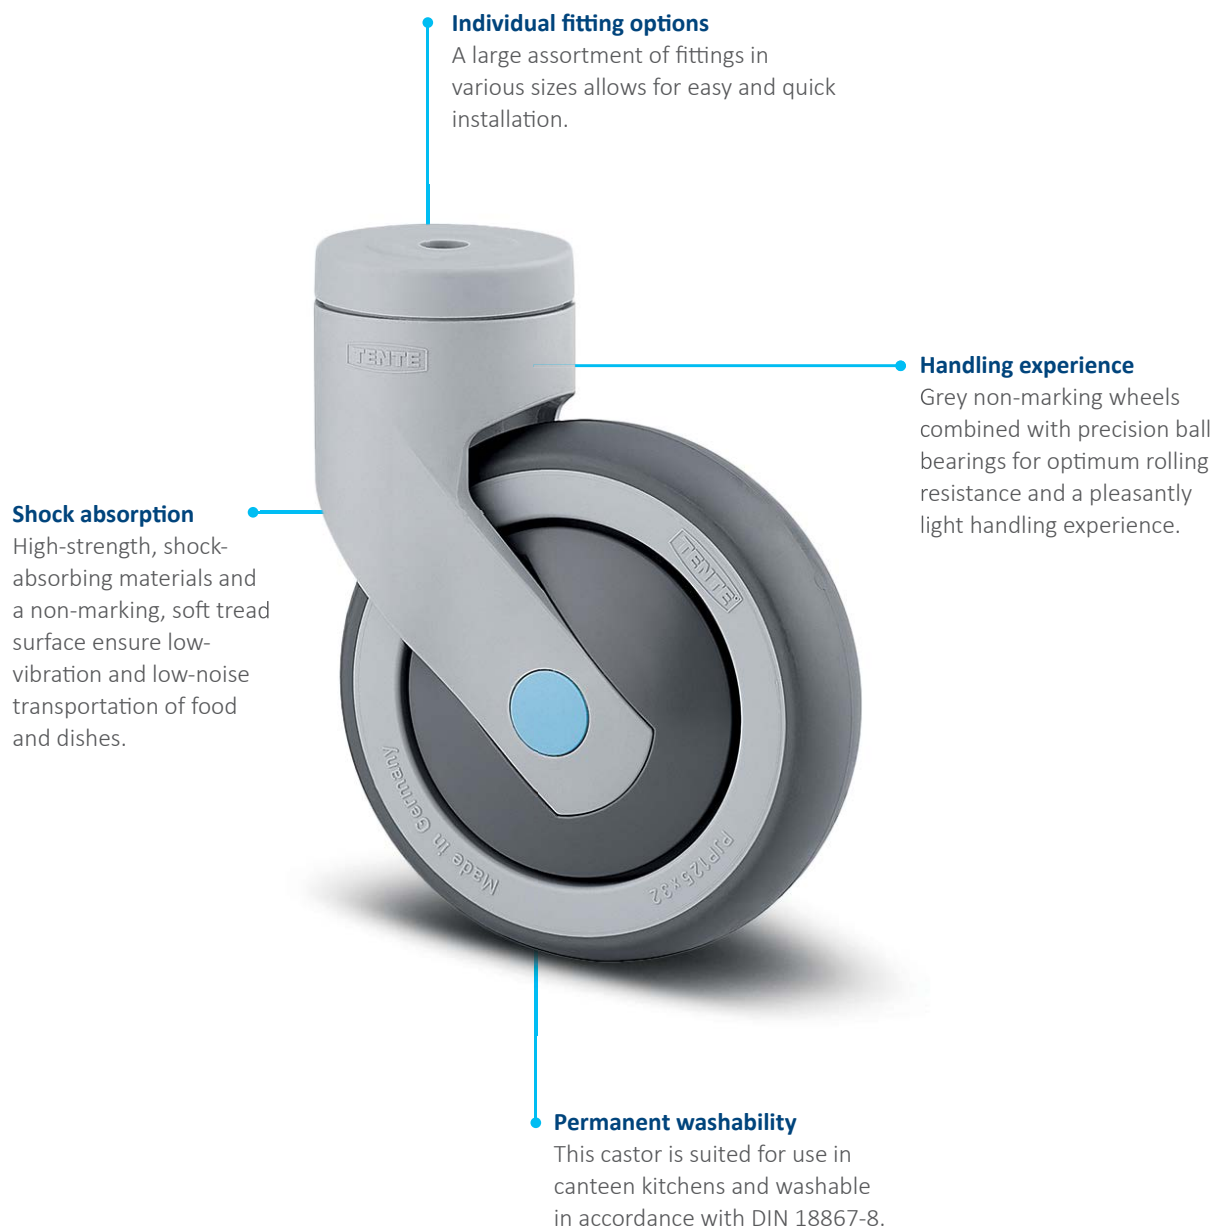 Individual fitting options
A large assortment of fittings in
various sizes allows for easy and quick
installation.
TENTE
Handling experience
Grey non-marking wheels
combined with precision ball
bearings for optimum rolling
resistance and a pleasantly
light handling experience.
Shock absorption
High-strength, shock-
absorbing materials and
a non-marking, soft tread
surface ensure low-
vibration and low-noise
transportation of food
and dishes.
TENTE
Made in Germany
PJP125x32
Permanent washability
This castor is suited for use in
canteen kitchens and washable
in accordance with DIN 18867-8.